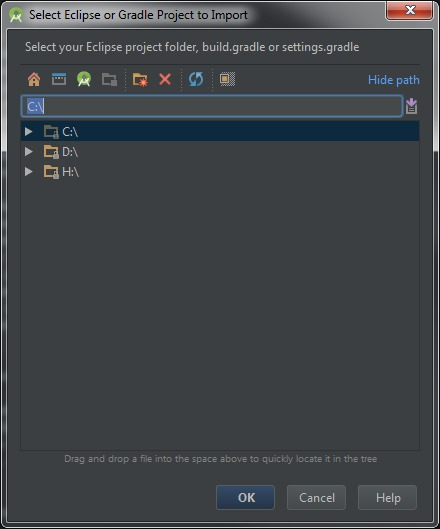 Select Eclipse or Gradle Project to Import
Select your Eclipse project folder, build.gradle or settings.gradle
Hide path
C:\
C:\
D:\
H:\
Drag and drop a file into the space above to quickly locate it in the tree
OK Cancel Help